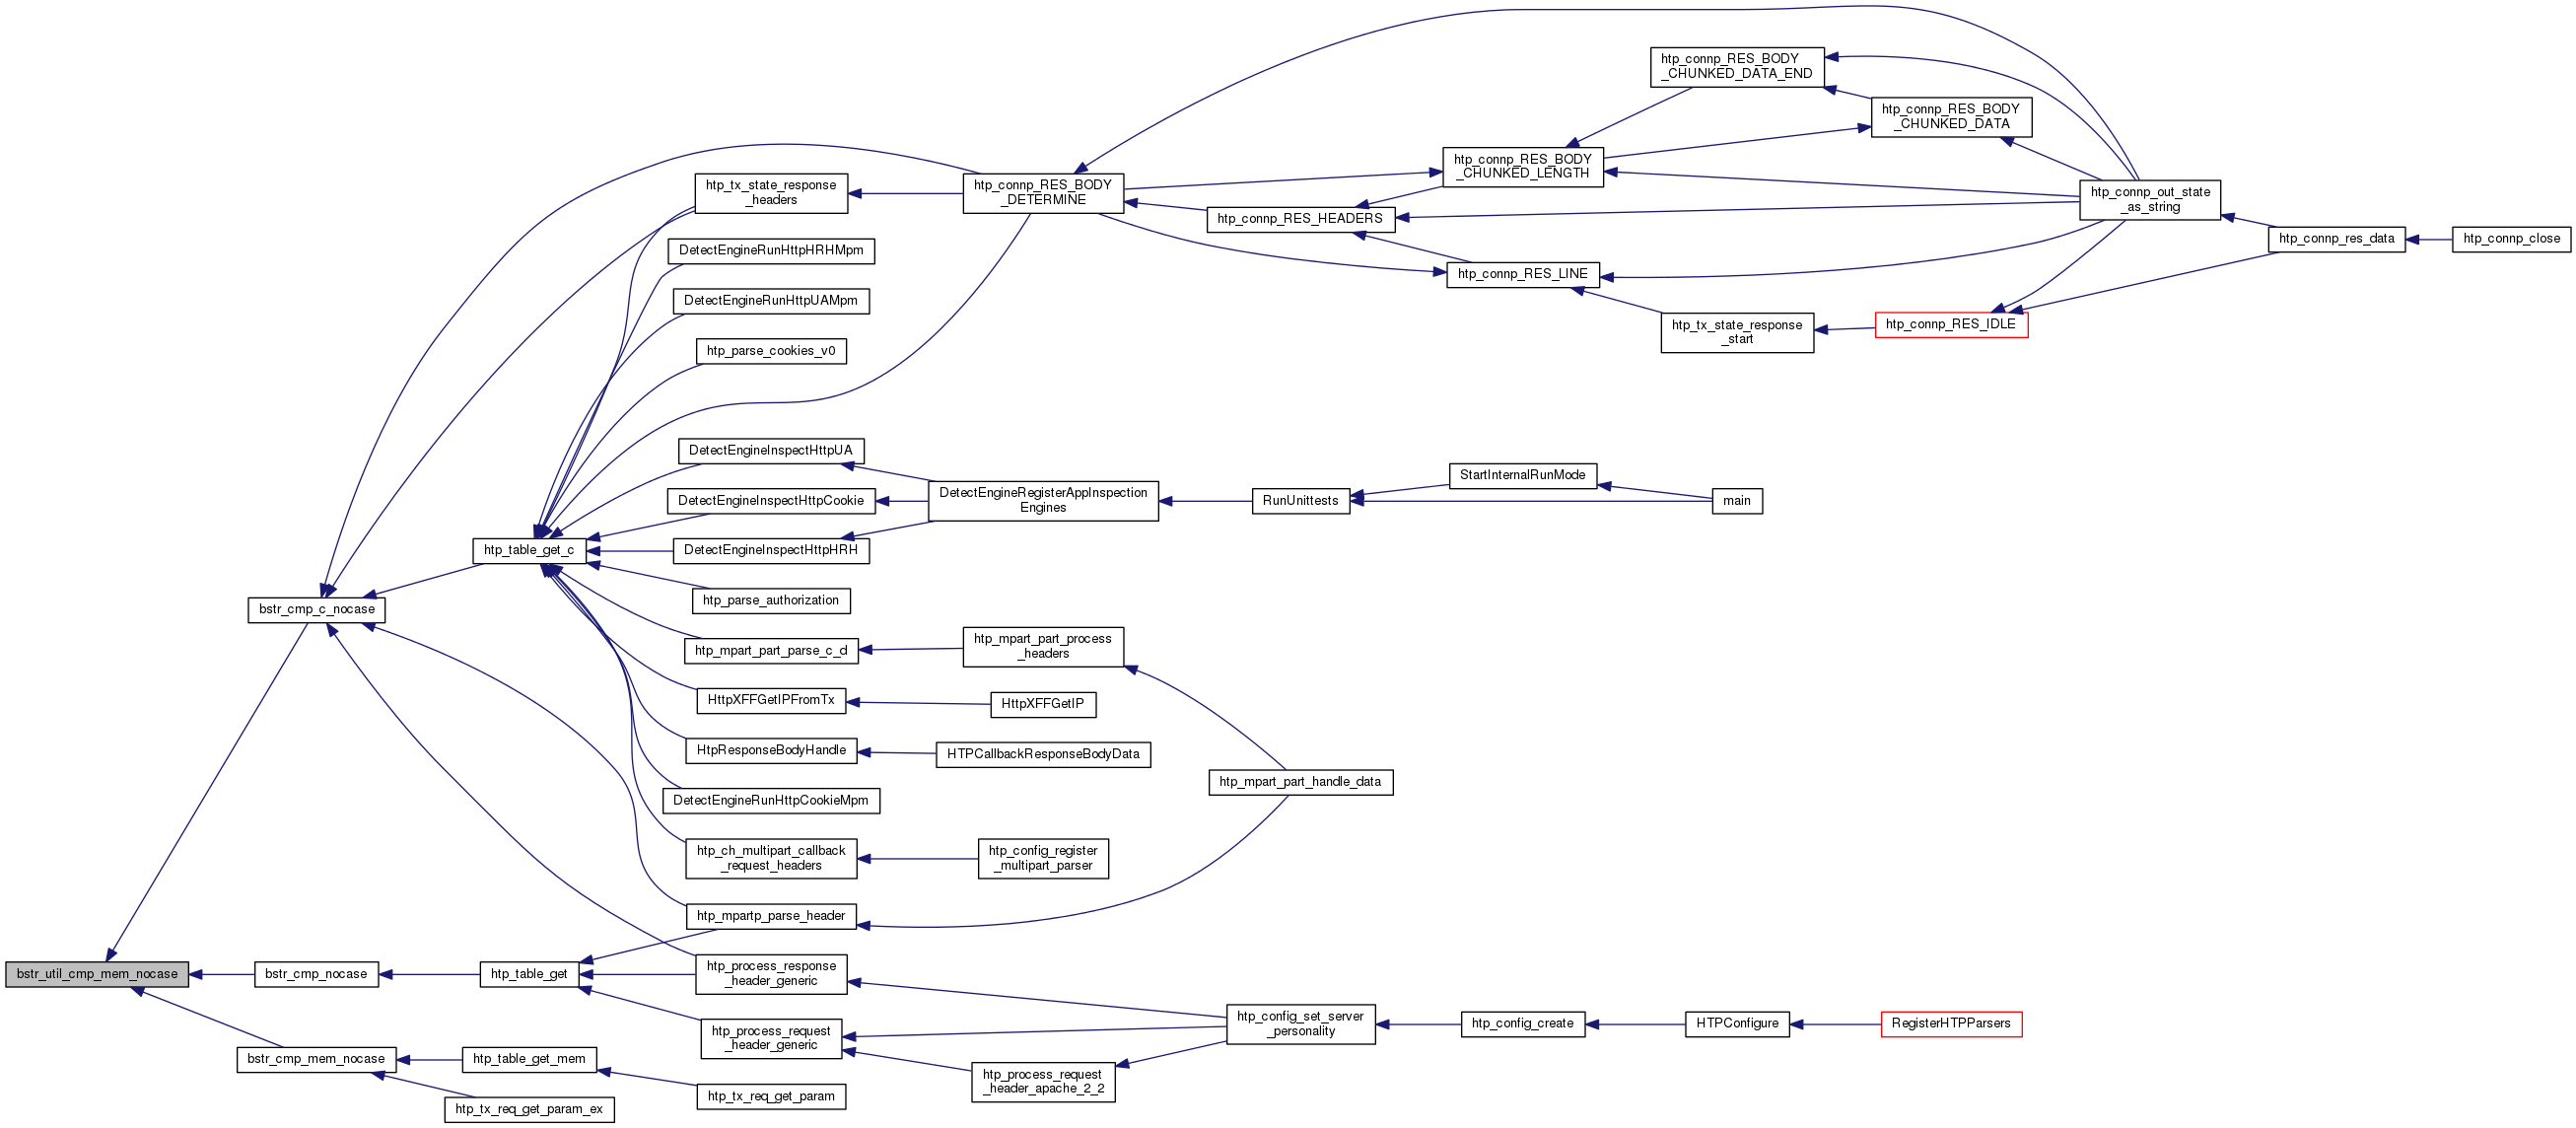 bstr_util_cmp_mem_nocase
bstr_cmp_c_nocase
bstr_cmp_nocase
bstr_cmp_mem_nocase
htp_table_get_c
htp_table_get
htp_table_get_mem
htp_tx_req_get_param_ex
htp_tx_state_response
_headers
DetectEngineRunHttpHRHMpm
DetectEngineRunHttpUAMpm
htp_parse_cookies_v0
DetectEngineInspectHttpUA
DetectEngineInspectHttpCookie
DetectEngineInspectHttpHRH
htp_parse_authorization
htp_mpart_part_parse_c_d
HttpXFFGetIPFromTx
HtpResponseBodyHandle
DetectEngineRunHttpCookieMpm
htp_ch_multipart_callback
_request_headers
htp_mpartp_parse_header
htp_process_response
_header_generic
htp_process_request
_header_generic
htp_tx_req_get_param
htp_connp_RES_BODY
_DETERMINE
DetectEngineRegisterAppInspection
Engines
htp_mpart_part_process
_headers
HttpXFFGetIP
HTPCallbackResponseBodyData
htp_config_register
_multipart_parser
htp_process_request
_header_apache_2_2
htp_connp_RES_HEADERS
RunUnittests
htp_mpart_part_handle_data
htp_config_set_server
_personality
htp_connp_RES_BODY
_CHUNKED_LENGTH
htp_connp_RES_LINE
StartInternalRunMode
htp_config_create
htp_connp_RES_BODY
_CHUNKED_DATA_END
htp_tx_state_response
_start
main
HTPConfigure
htp_connp_RES_BODY
_CHUNKED_DATA
htp_connp_RES_IDLE
RegisterHTPParsers
htp_connp_out_state
_as_string
htp_connp_res_data
htp_connp_close